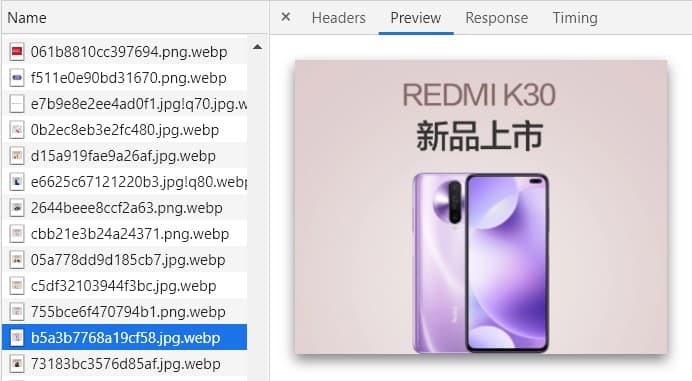 Name
061b8810cc397694.png.webp
f511e0e90bd31670.png.webp
e7b9e8e2ee4ad0f1.jpg!q70.jpg.w
0b2ec8eb3e2fc480.jpg.webp
d15a919fae9a26af.jpg.webp
e6625c67121220b3.jpg!q80.webp
2644beee8ccf2a63.png.webp
cbb21e3b24a24371.png.webp
05a778dd9d185cb7.jpg.webp
c5df32103944f3bc.jpg.webp
755bce6f470794b1.png.webp
b5a3b7768a19cf58.jpg.webp
73183bc3576d85af.jpg.webp
× Headers Preview Response Timing
REDMI K30
新品上市